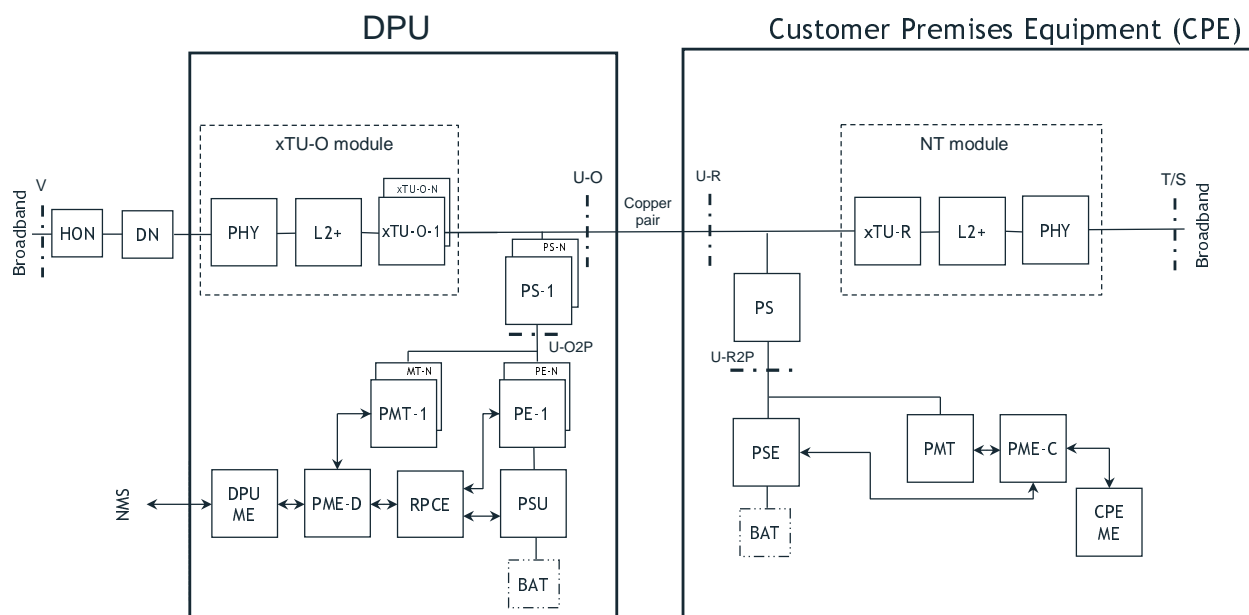 DPU
Customer Premises Equipment (CPE)
xTU-O module
NT module
V
U-O
Copper
pair
U-R
T/S
Broadband
HON
DN
PHY
L2+
xTU-O-N
xTU-O-1
xTU-R
L2+
PHY
Broadband
PS-N
PS-1
PS
U-O2P
U-R2P
MT-N
PMT-1
PE-N
PE-1
PSE
PMT
PME-C
NMS
DPU
ME
PME-D
RPCE
PSU
BAT
BAT
CPE
ME